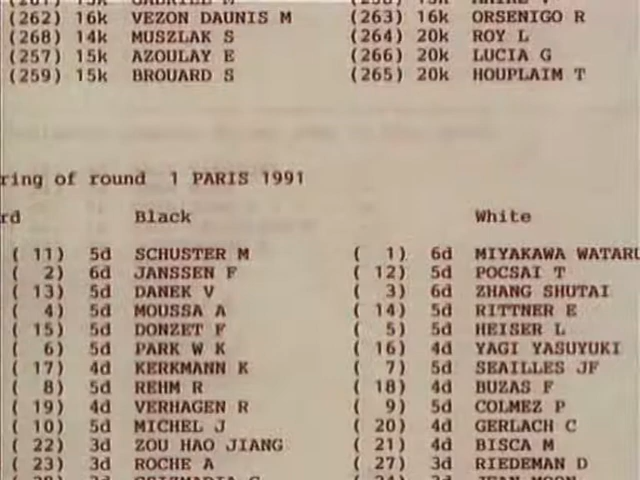 (262) 16k VEZON DAUNIS M (263) 16k ORSENIGO R
(268) 14k MUSZLAK S (264) 20k ROY L
(257) 15k AZOULAY E (266) 20k LUCIA G
(259) 15k BROUARD S (265) 20k HOUPLAIM T
ring of round 1 PARIS 1991
rd Black White
( 11) 5d SCHUSTER M ( 1) 6d MIYAKAWA WATARU
( 2) 6d JANSSEN F ( 12) 5d POCSAI T
( 13) 5d DANEK V ( 3) 6d ZHANG SHUTAI
( 4) 5d MOUSSA A ( 14) 5d RITTNER E
( 15) 5d DONZET F ( 5) 5d HEISER L
( 6) 5d PARK W K ( 16) 4d YAGI YASUYUKI
( 17) 4d KERKMANN K ( 7) 5d SEAILLES JF
( 8) 5d REHM R ( 18) 4d BUZAS F
( 19) 4d VERHAGEN R ( 9) 5d COLMEZ P
( 10) 5d MICHEL J ( 20) 4d GERLACH C
( 22) 3d ZOU HAO JIANG ( 21) 4d BISCA M
( 23) 3d ROCHE A ( 27) 3d RIEDEMAN D